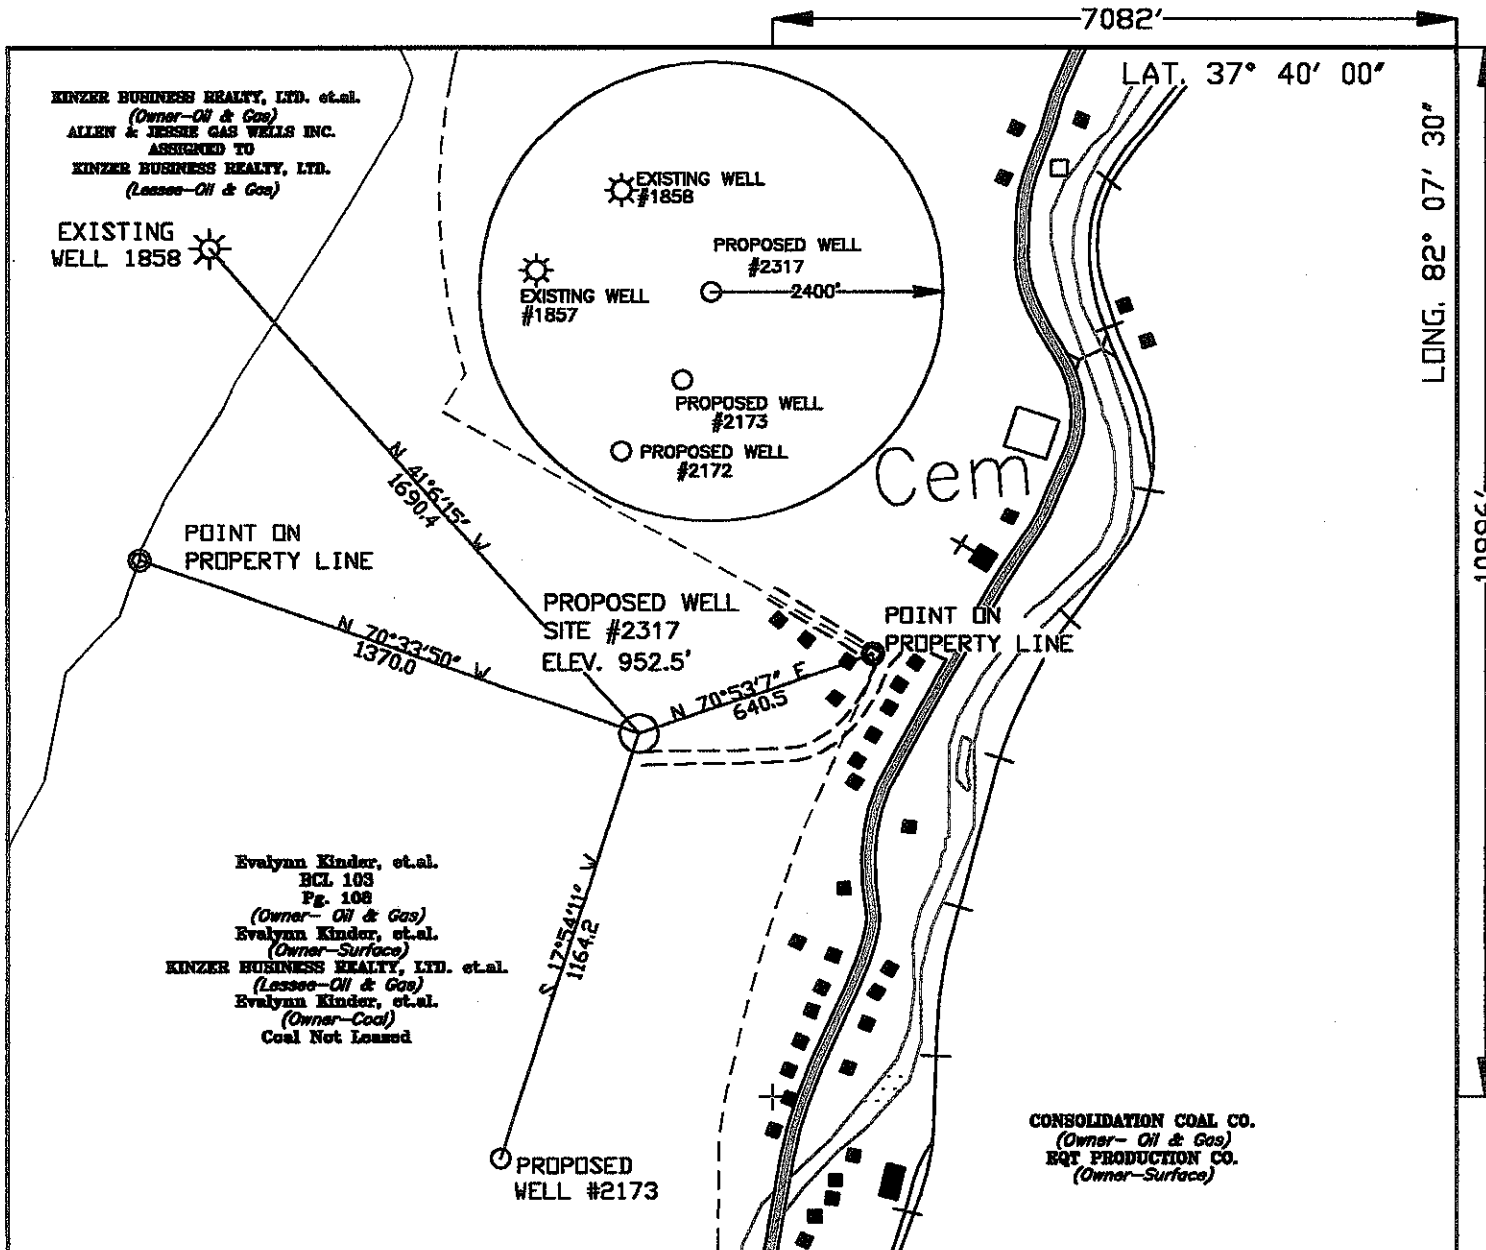 7082'
LAT. 37° 40' 00"
LONG. 82° 07' 30"
KINZER BUSINESS REALTY, LTD. et.al.
(Owner-Oil & Gas)
ALLEN & JESSIE GAS WELLS INC.
ASSIGNED TO
KINZER BUSINESS REALTY, LTD.
(Lessee-Oil & Gas)
EXISTING
WELL 1858
EXISTING WELL
#1858
PROPOSED WELL
#2317
2400'
EXISTING WELL
#1857
PROPOSED WELL
#2173
PROPOSED WELL
#2172
Cem
N 41°6'15" W
1690.4
POINT ON
PROPERTY LINE
N 70°33'50" W
1370.0
PROPOSED WELL
SITE #2317
ELEV. 952.5'
POINT ON
PROPERTY LINE
N 70°53'7" E
640.5
S 17°54'11" W
1164.2
Evalynn Kinder, et.al.
BCL 103
Pg. 108
(Owner- Oil & Gas)
Evalynn Kinder, et.al.
(Owner-Surface)
KINZER BUSINESS REALTY, LTD. et.al.
(Lessee-Oil & Gas)
Evalynn Kinder, et.al.
(Owner-Coal)
Coal Not Leased
PROPOSED
WELL #2173
CONSOLIDATION COAL CO.
(Owner- Oil & Gas)
EQT PRODUCTION CO.
(Owner-Surface)